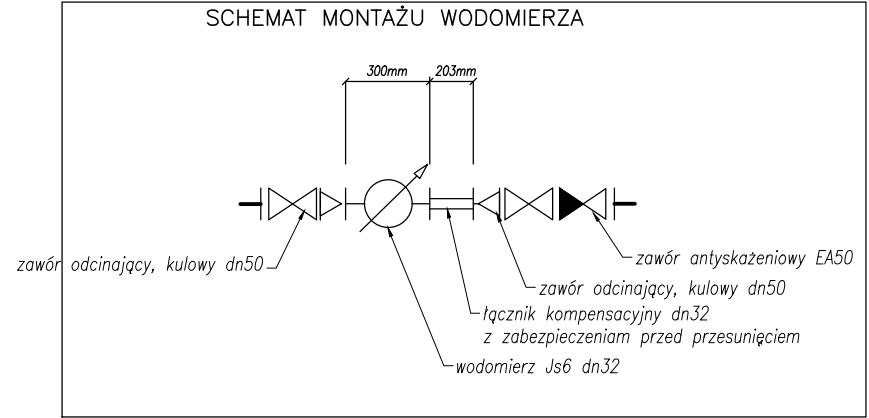 SCHEMAT MONTAŻU WODOMIERZA
300mm 203mm
zawór odcinający, kulowy dn50
zawór antyskażeniowy EA50
zawór odcinający, kulowy dn50
łącznik kompensacyjny dn32
z zabezpieczeniam przed przesunięciem
wodomierz Js6 dn32